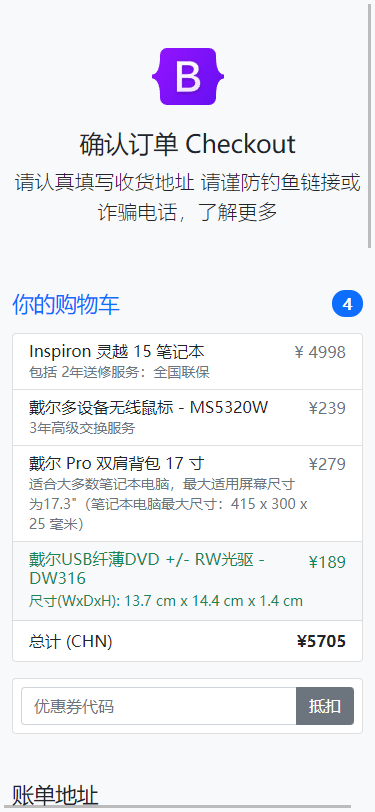 B
确认订单 Checkout
请认真填写收货地址 请谨防钓鱼链接或
诈骗电话，了解更多
你的购物车 4
Inspiron 灵越 15 笔记本 ¥ 4998
包括 2年送修服务：全国联保
戴尔多设备无线鼠标 - MS5320W ¥239
3年高级交换服务
戴尔 Pro 双肩背包 17 寸 ¥279
适合大多数笔记本电脑，最大适用屏幕尺寸
为17.3"（笔记本电脑最大尺寸：415 x 300 x
25 毫米）
戴尔USB纤薄DVD +/- RW光驱 - ¥189
DW316
尺寸(WxDxH): 13.7 cm x 14.4 cm x 1.4 cm
总计 (CHN) ¥5705
优惠券代码 抵扣
账单地址